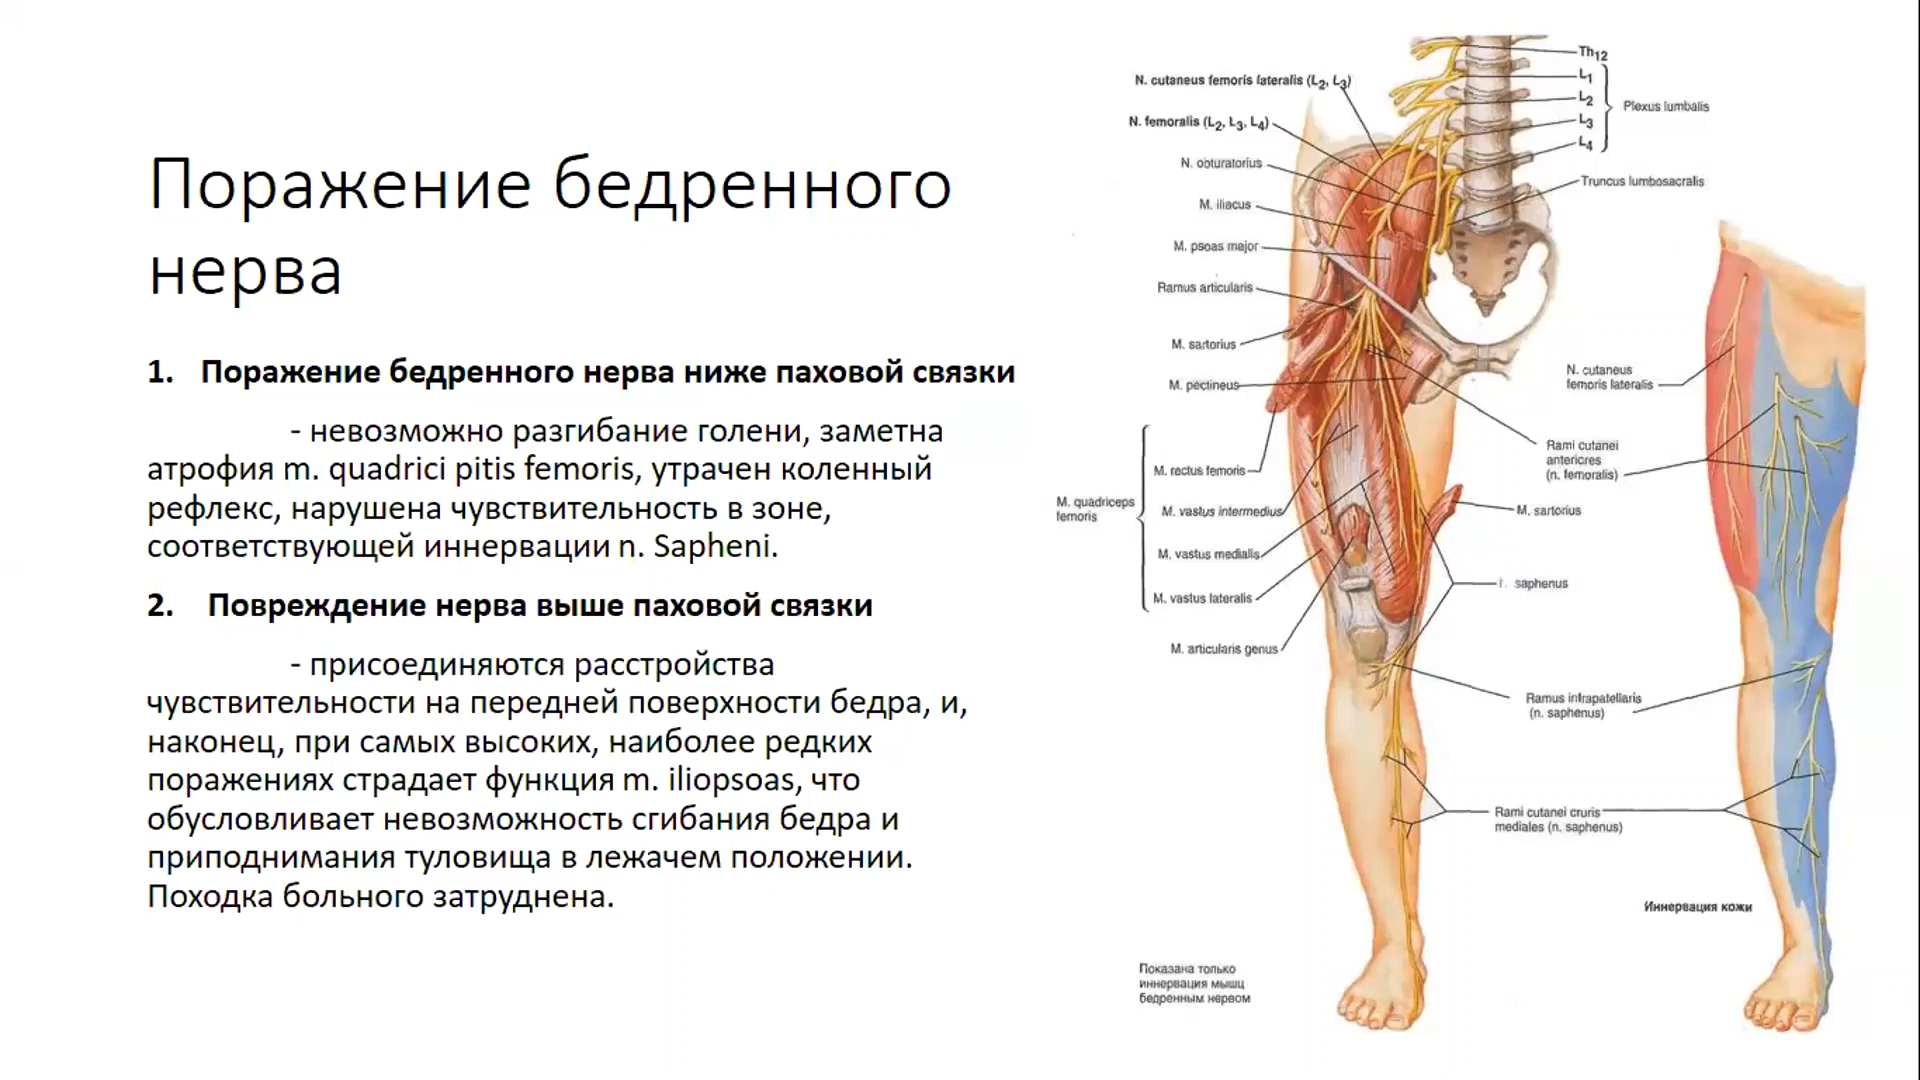 Поражение бедренного
нерва
1. Поражение бедренного нерва ниже паховой связки
- невозможно разгибание голени, заметна
атрофия m. quadrici pitis femoris, утрачен коленный
рефлекс, нарушена чувствительность в зоне,
соответствующей иннервации n. Sapheni.
2. Повреждение нерва выше паховой связки
- присоединяются расстройства
чувствительности на передней поверхности бедра, и,
наконец, при самых высоких, наиболее редких
поражениях страдает функция m. iliopsoas, что
обусловливает невозможность сгибания бедра и
приподнимания туловища в лежачем положении.
Походка больного затруднена.
N. cutaneus femoris lateralis (L2, L3)
N. femoralis (L2, L3, L4)
N. obturatorius
M. iliacus
M. psoas major
Ramus articularis
M. sartorius
M. pectineus
M. quadriceps
femoris
M. rectus femoris
M. vastus intermedius
M. vastus medialis
M. vastus lateralis
M. articularis genus
Показана только
иннервация мышц
бедренным нервом
Th12
L1
L2
L3
L4
Plexus lumbalis
Truncus lumbosacralis
N. cutaneus
femoris lateralis
Rami cutanei
anteriores
(n. femoralis)
M. sartorius
saphenus
Ramus infrapatellaris
(n. saphenus)
Rami cutanei cruris
mediales (n. saphenus)
Иннервация кожи